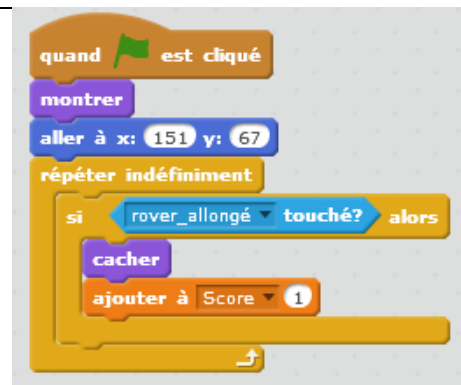 quand est cliqué
montrer
aller à x: 151 y: 67
répéter indéfiniment
si rover_allongé touché? alors
cacher
ajouter à Score 1